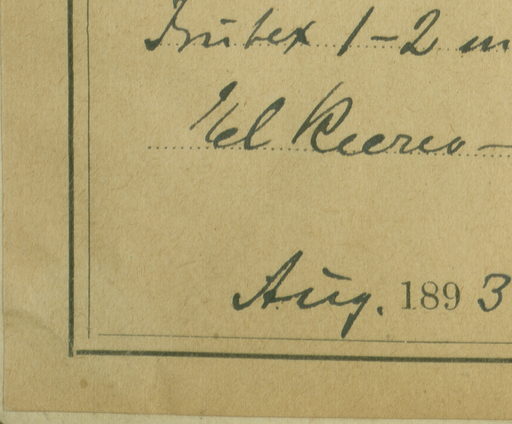 Frutex 1-2 m
El Recreo -
Aug. 1893